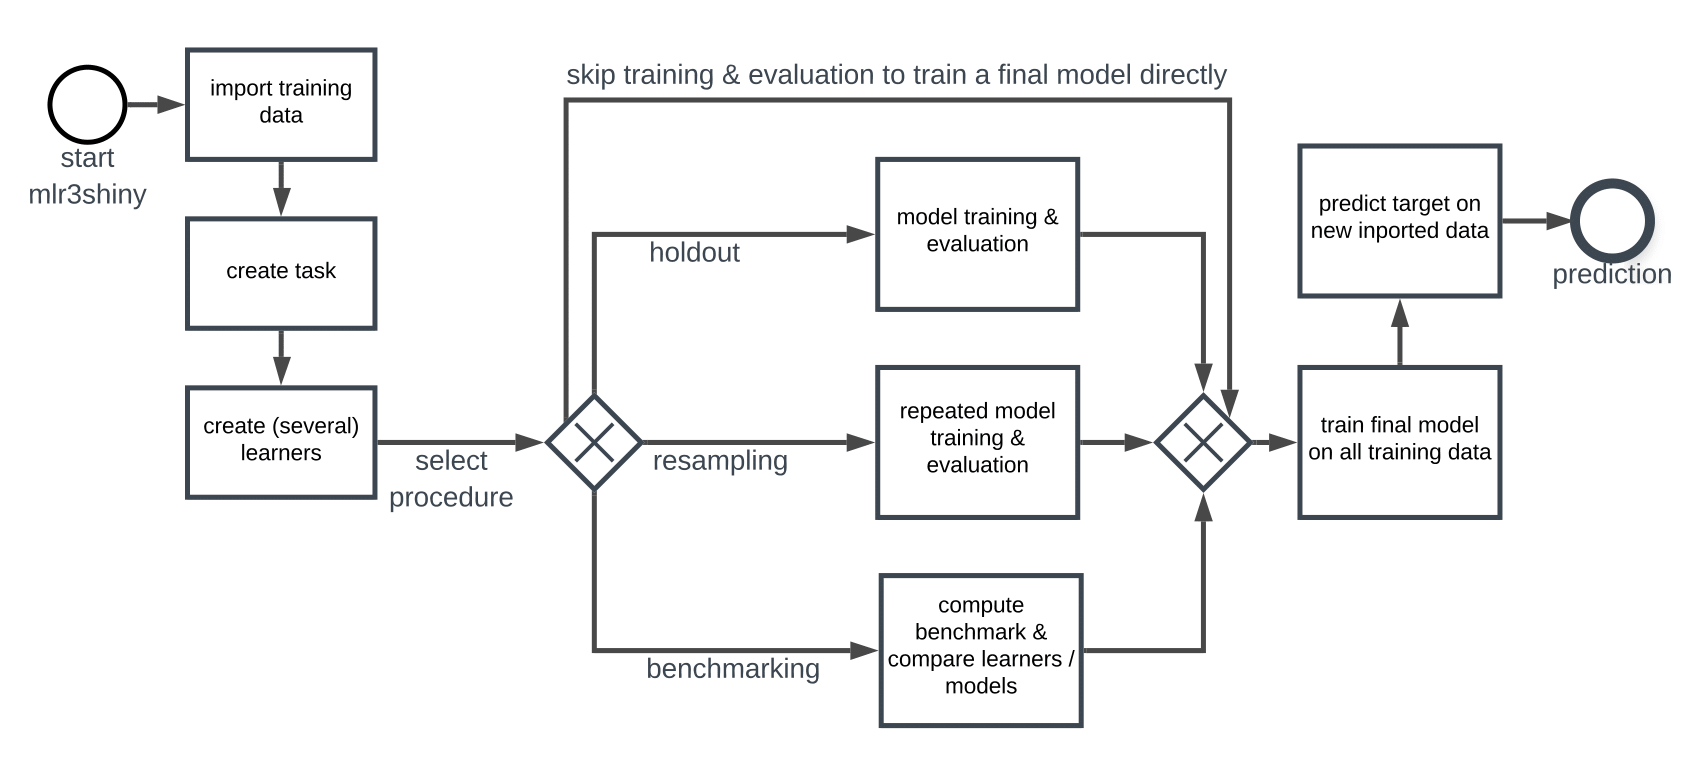 start
mlr3shiny
import training
data
create task
create (several)
learners
select
procedure
skip training & evaluation to train a final model directly
holdout
model training &
evaluation
resampling
repeated model
training &
evaluation
benchmarking
compute
benchmark &
compare learners /
models
train final model
on all training data
predict target on
new inported data
prediction